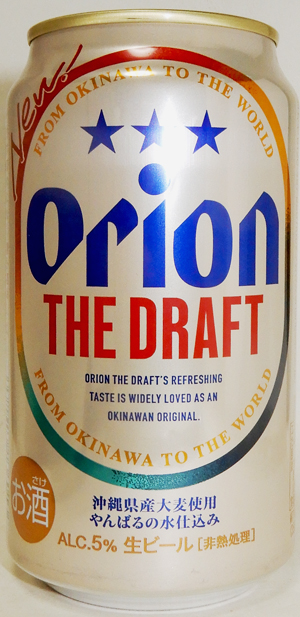 New!
FROM OKINAWA TO THE WORLD
Orion
THE DRAFT
ORION THE DRAFT'S REFRESHING
TASTE IS WIDELY LOVED AS AN
OKINAWAN ORIGINAL.
FROM OKINAWA TO THE WORLD
さけ
お酒
沖縄県産大麦使用
やんばるの水仕込み
ALC.5% 生ビール[非熱処理]